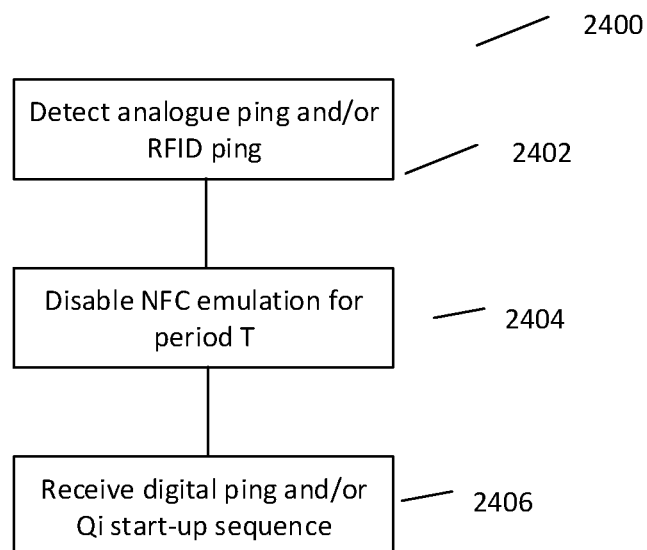 2400
Detect analogue ping and/or
RFID ping
2402
Disable NFC emulation for
period T
2404
Receive digital ping and/or
Qi start-up sequence
2406